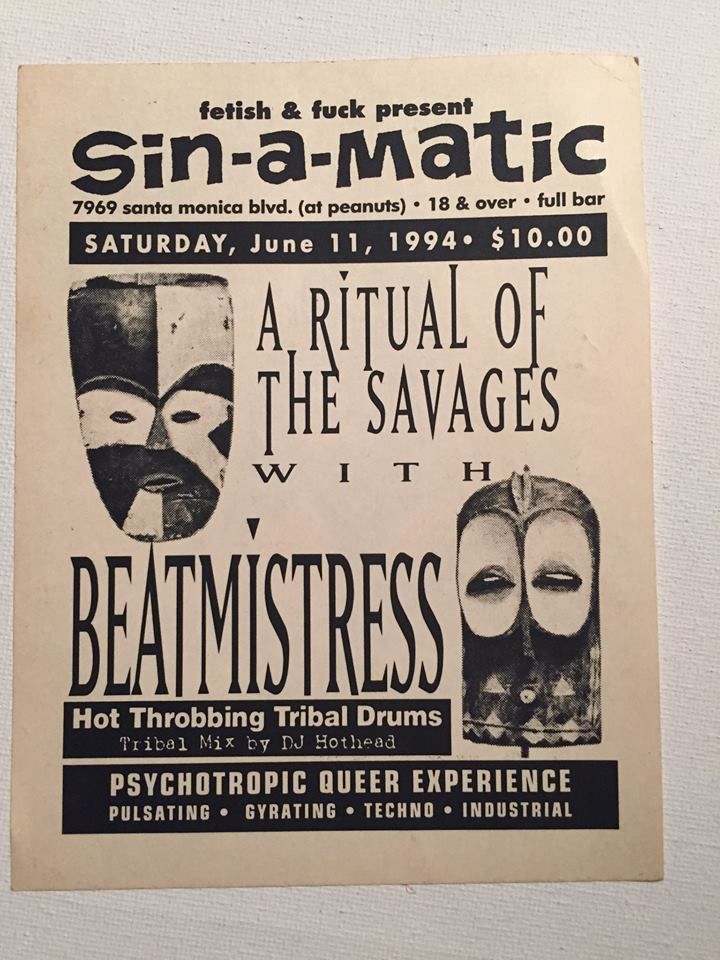 fetish & fuck present
Sin-a-Matic
7969 santa monica blvd. (at peanuts) • 18 & over • full bar
SATURDAY, June 11, 1994• $10.00
A RiTUAL OF
THE SAVAGES
WITH
BEATMiSTRESS
Hot Throbbing Tribal Drums
Tribal Mix by DJ Hothead
PSYCHOTROPIC QUEER EXPERIENCE
PULSATING • GYRATING • TECHNO • INDUSTRIAL